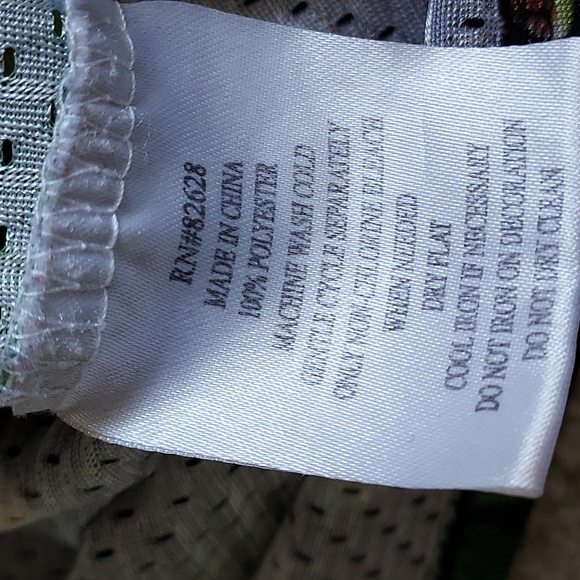 RN#82628
MADE IN CHINA
100% POLYESTER
MACHINE WASH COLD
GENTLE CYCLE SEPARATELY
ONLY NON-CHLORINE BLEACH
WHEN NEEDED
DRY FLAT
COOL IRON IF NECESSARY
DO NOT IRON ON DECORATION
DO NOT DRY CLEAN